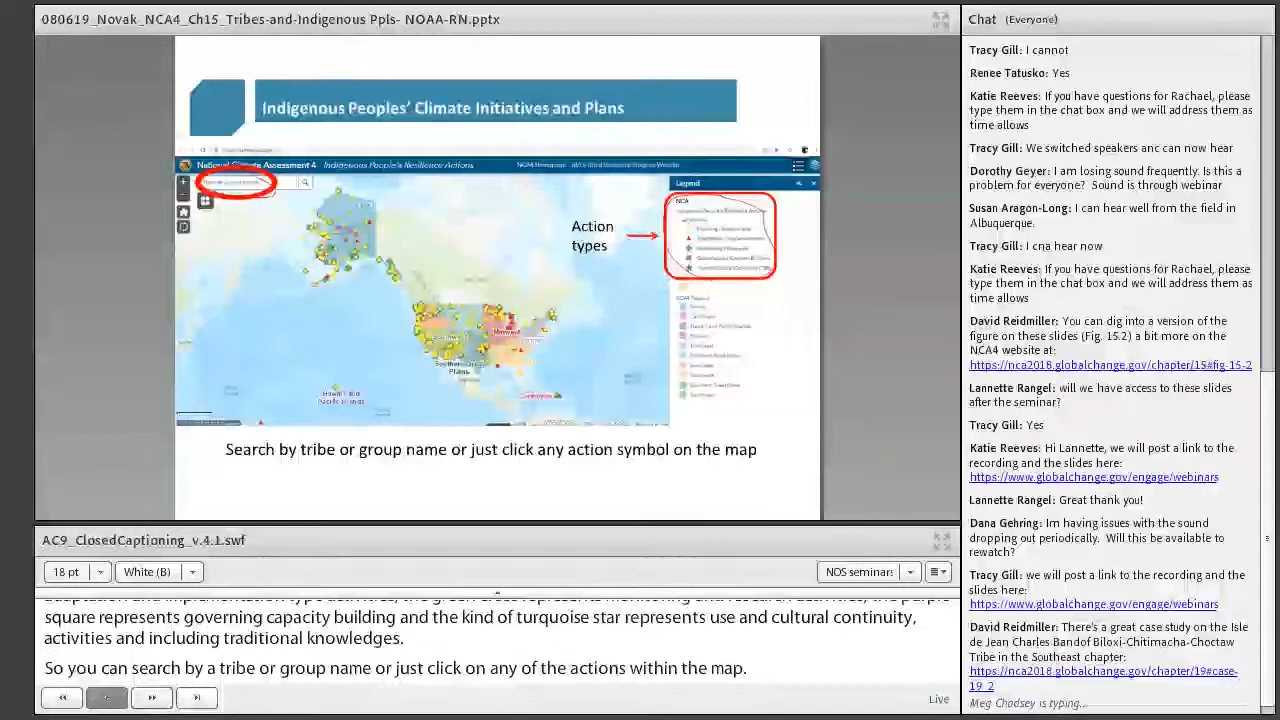 080619_Novak_NCA4_Ch15_Tribes-and-Indigenous Ppls- NOAA-RN.pptx
Indigenous Peoples’ Climate Initiatives and Plans
National Climate Assessment 4 Indigenous People's Resilience Actions
Legend
NCA
Action
types
Midwest
Southern
Plains
Hawai'i and
Pacific Islands
Caribbean
Search by tribe or group name or just click any action symbol on the map
AC9_ClosedCaptioning_v.4.1.swf
18 pt
White (B)
NOS seminars
square represents governing capacity building and the kind of turquoise star represents use and cultural continuity,
activities and including traditional knowledges.
So you can search by a tribe or group name or just click on any of the actions within the map.
Live
Chat (Everyone)
Tracy Gill: I cannot
Renee Tatusko: Yes
Katie Reeves: If you have questions for Rachael, please
type them in the chat box and we will address them as
time allows
Tracy Gill: We switched speakers anc can now hear
Dorothy Gayer: audio cutting out frequently. Is this a
problem for everyone? Sound is through webinar
Susan Aragon-Long: I can hear well from the field in
Albuquerque.
Tracy Gill: I cna hear now
Katie Reeves: If you have questions for Rachael, please
type them in the chat box and we will address them as
time allows
David Reidmiller: You can dig into a version of the
figure on these slides (Fig. 15.2) a bit more on the
NCA4 website at:
https://nca2018.globalchange.gov/chapter/15#fig-15-2
Lannette Rangel: will we have access to these slides
after the seminar?
Tracy Gill: Yes
Katie Reeves: Hi Lannette, we will post a link to the
recording and the slides here:
https://www.globalchange.gov/engage/webinars
Lannette Rangel: Great thank you!
Dana Gehring: Im having issues with the sound
dropping out periodically. Will this be available to
rewatch?
Tracy Gill: we will post a link to the recording and the
slides here:
https://www.globalchange.gov/engage/webinars
David Reidmiller: There's a great case study on the Isle
de Jean Charles Bandof Biloxi-Chitimacha-Choctaw
Tribe in the Southeast chapter:
https://nca2018.globalchange.gov/chapter/19#case-
19_2
Meg Chadsey is typing...